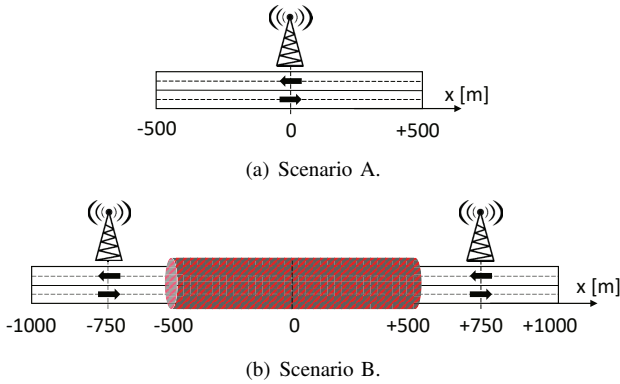 x [m]
-500 0 +500
(a) Scenario A.
x [m]
-1000 -750 -500 0 +500 +750 +1000
(b) Scenario B.